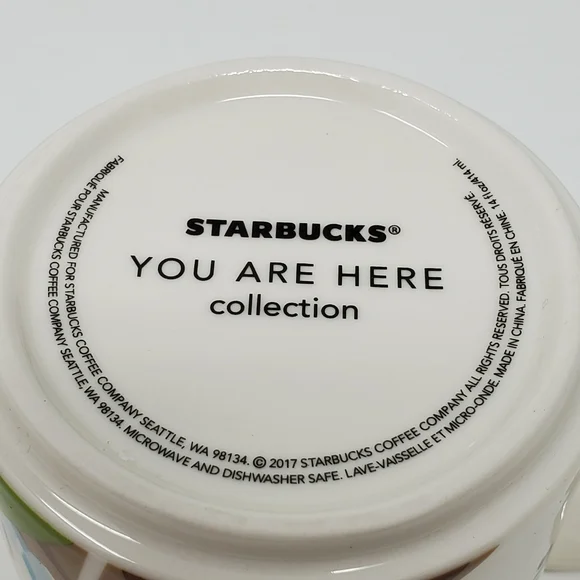 STARBUCKS®
YOU ARE HERE
collection
MANUFACTURED FOR STARBUCKS COFFEE COMPANY SEATTLE, WA 98134. © 2017 STARBUCKS COFFEE COMPANY ALL RIGHTS RESERVED. TOUS DROITS RÉSERVÉ.
FABRIQUÉ POUR STARBUCKS COFFEE COMPANY SEATTLE, WA 98134. MICROWAVE AND DISHWASHER SAFE. LAVE-VAISSELLE ET MICRO-ONDE. MADE IN CHINA. FABRIQUÉ EN CHINE. 14 fl oz/414 ml.